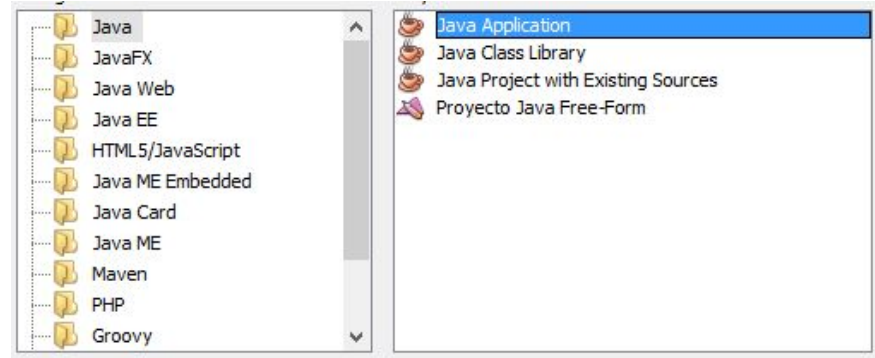 Java
JavaFX
Java Web
Java EE
HTML5/JavaScript
Java ME Embedded
Java Card
Java ME
Maven
PHP
Groovy
Java Application
Java Class Library
Java Project with Existing Sources
Proyecto Java Free-Form